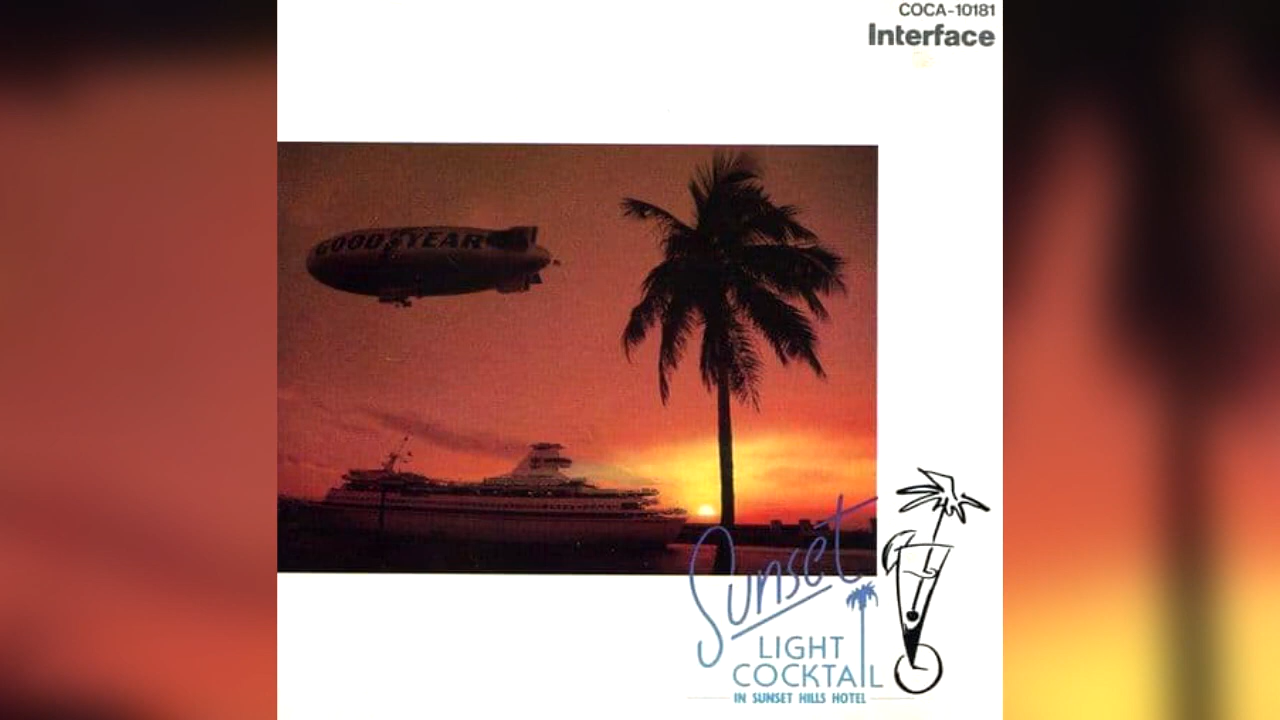 COCA-10181
Interface
GOODYEAR
Sunset
LIGHT
COCKTAIL
IN SUNSET HILLS HOTEL